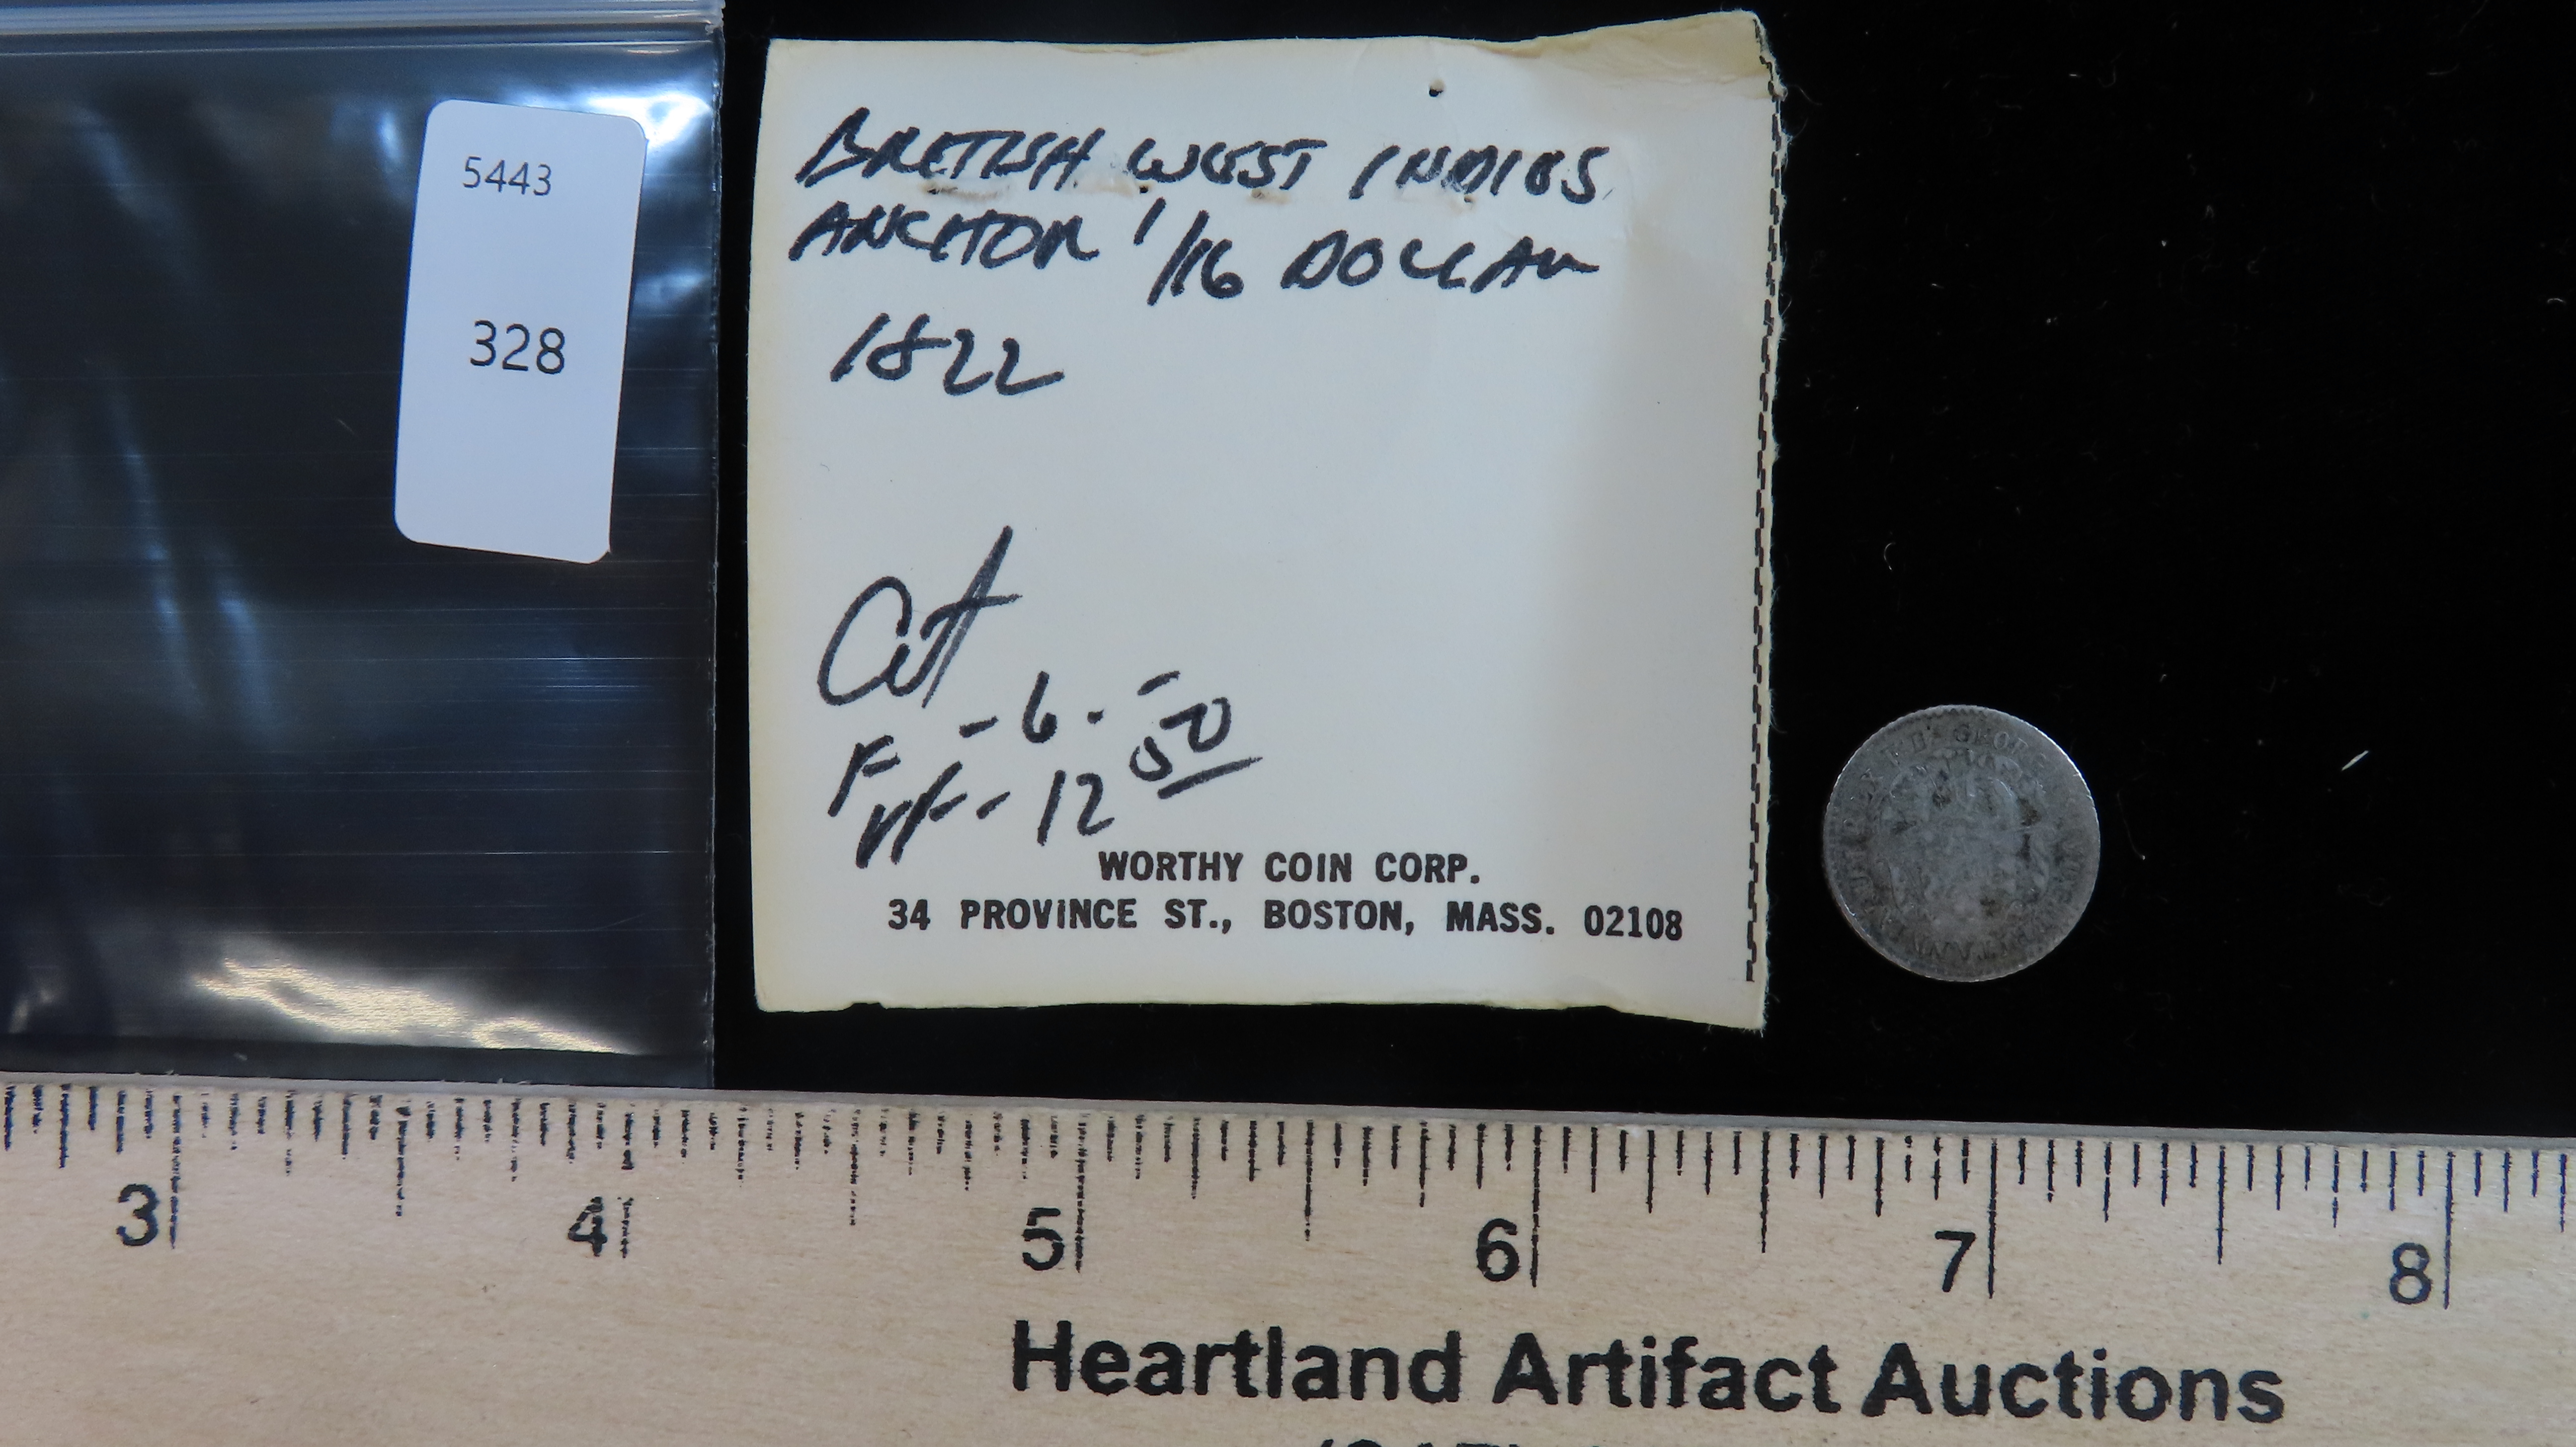 5443
328
BRITISH WEST INDIES
ANCHOR 1/16 DOLLAR
1822
Cat
F - 6. -
VF - 12 50
WORTHY COIN CORP.
34 PROVINCE ST., BOSTON, MASS. 02108
3 4 5 6 7 8
Heartland Artifact Auctions